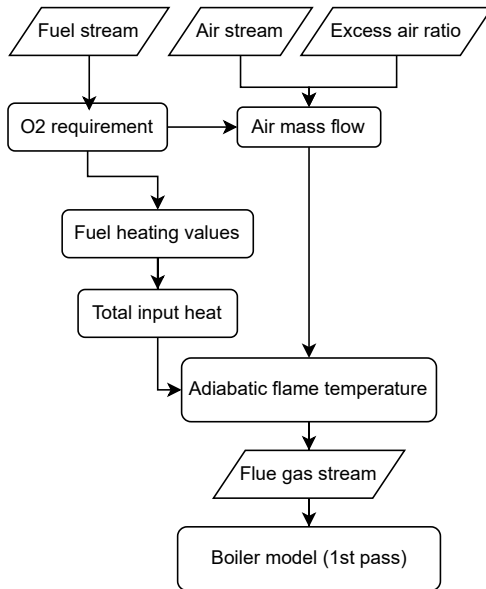 Fuel stream
Air stream
Excess air ratio
O2 requirement
Air mass flow
Fuel heating values
Total input heat
Adiabatic flame temperature
Flue gas stream
Boiler model (1st pass)